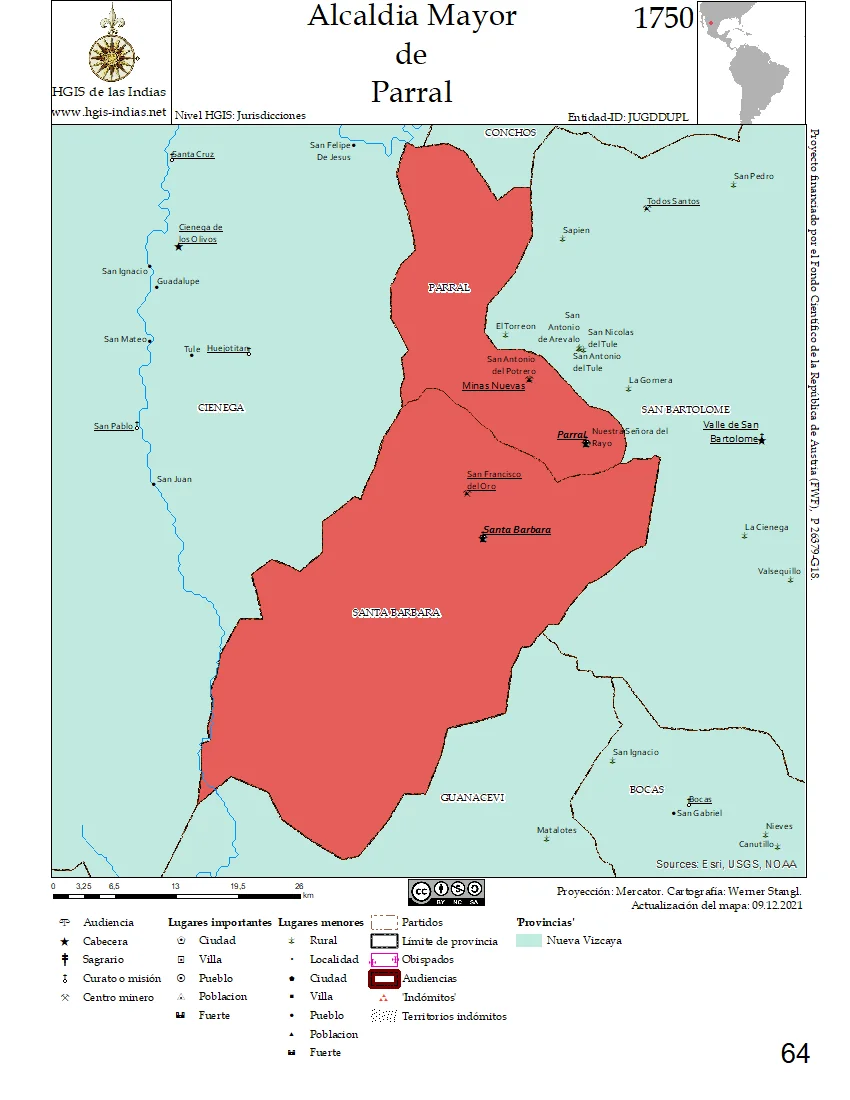 Alcaldia Mayor
de
Parral
1750
HGIS de las Indias
www.hgis-indias.net
Nivel HGIS: Jurisdicciones
Entidad-ID: JUGDDUPL
CONCHOS
San Felipe
De Jesus
Santa Cruz
San Pedro
Todos Santos
Cienega de
los Olivos
Sapien
San Ignacio
Guadalupe
PARRAL
El Torreon
San
Antonio
de Arevalo
San Nicolas
del Tule
San Mateo
Tule
Huejotitan
San Antonio
del Potrero
San Antonio
del Tule
Minas Nuevas
La Gomera
CIENEGA
SAN BARTOLOME
San Pablo
Valle de San
Bartolome
Parral
Nuestra Señora del
Rayo
San Juan
San Francisco
del Oro
Santa Barbara
La Cienega
Valsequillo
SANTA BARBARA
San Ignacio
GUANACEVI
BOCAS
Bocas
San Gabriel
Matalotes
Nieves
Canutillo
Sources: Esri, USGS, NOAA
Proyecto financiado por el Fondo Científico de la República de Austria (FWF), P 26379-G18.
0 3,25 6,5 13 19,5 26
km
cc
BY NC SA
Proyección: Mercator. Cartografía: Werner Stangl.
Actualización del mapa: 09.12.2021
Audiencia
Cabecera
Sagrario
Curato o misión
Centro minero
Lugares importantes
Ciudad
Villa
Pueblo
Poblacion
Fuerte
Lugares menores
Rural
Localidad
Ciudad
Villa
Pueblo
Poblacion
Fuerte
Partidos
Límite de provincia
Obispados
Audiencias
'Indómitos'
Territorios indómitos
'Provincias'
Nueva Vizcaya
64